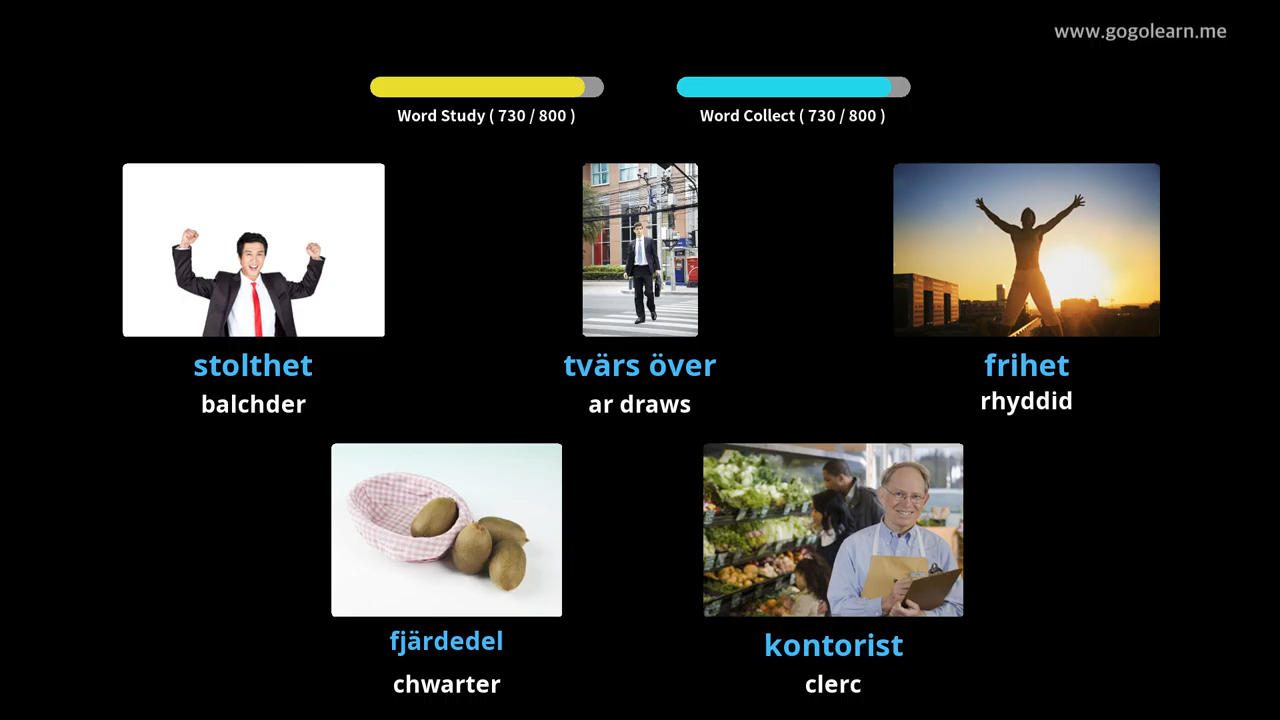 www.gogolearn.me
Word Study ( 730 / 800 )
Word Collect ( 730 / 800 )
stolthet
balchder
tvärs över
ar draws
frihet
rhyddid
fjärdedel
chwarter
kontorist
clerc